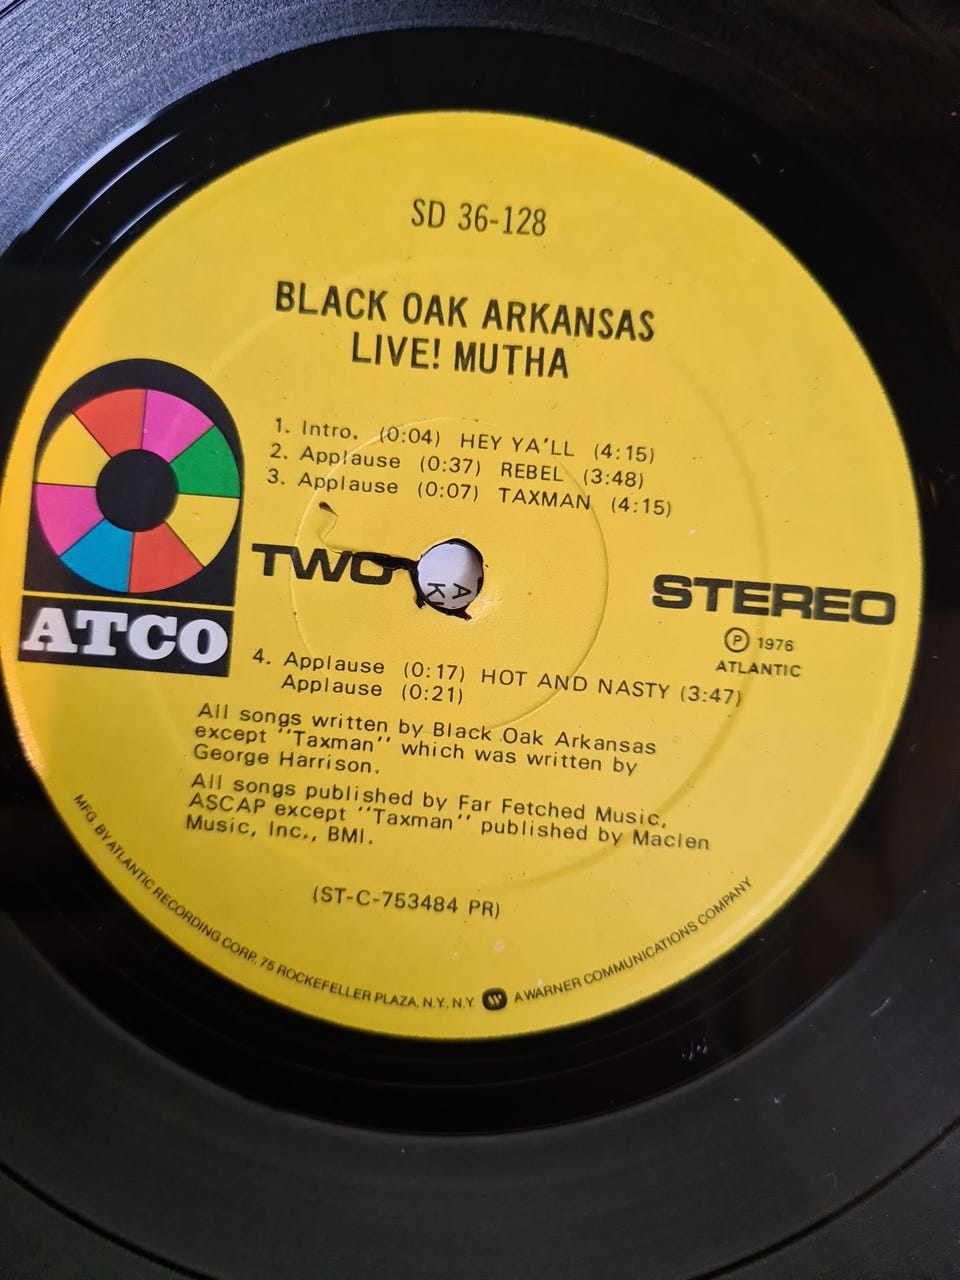 SD 36-128
BLACK OAK ARKANSAS
LIVE! MUTHA
1. Intro. (0:04) HEY YA'LL (4:15)
2. Applause (0:37) REBEL (3:48)
3. Applause (0:07) TAXMAN (4:15)
TWO
STEREO
Ⓟ 1976
ATLANTIC
ATCO
4. Applause (0:17) HOT AND NASTY (3:47)
Applause (0:21)
All songs written by Black Oak Arkansas
except "Taxman" which was written by
George Harrison.
All songs published by Far Fetched Music,
ASCAP except "Taxman" published by Maclen
Music, Inc., BMI.
(ST-C-753484 PR)
MFG. BY ATLANTIC RECORDING CORP., 75 ROCKEFELLER PLAZA, N.Y., N.Y. A WARNER COMMUNICATIONS COMPANY